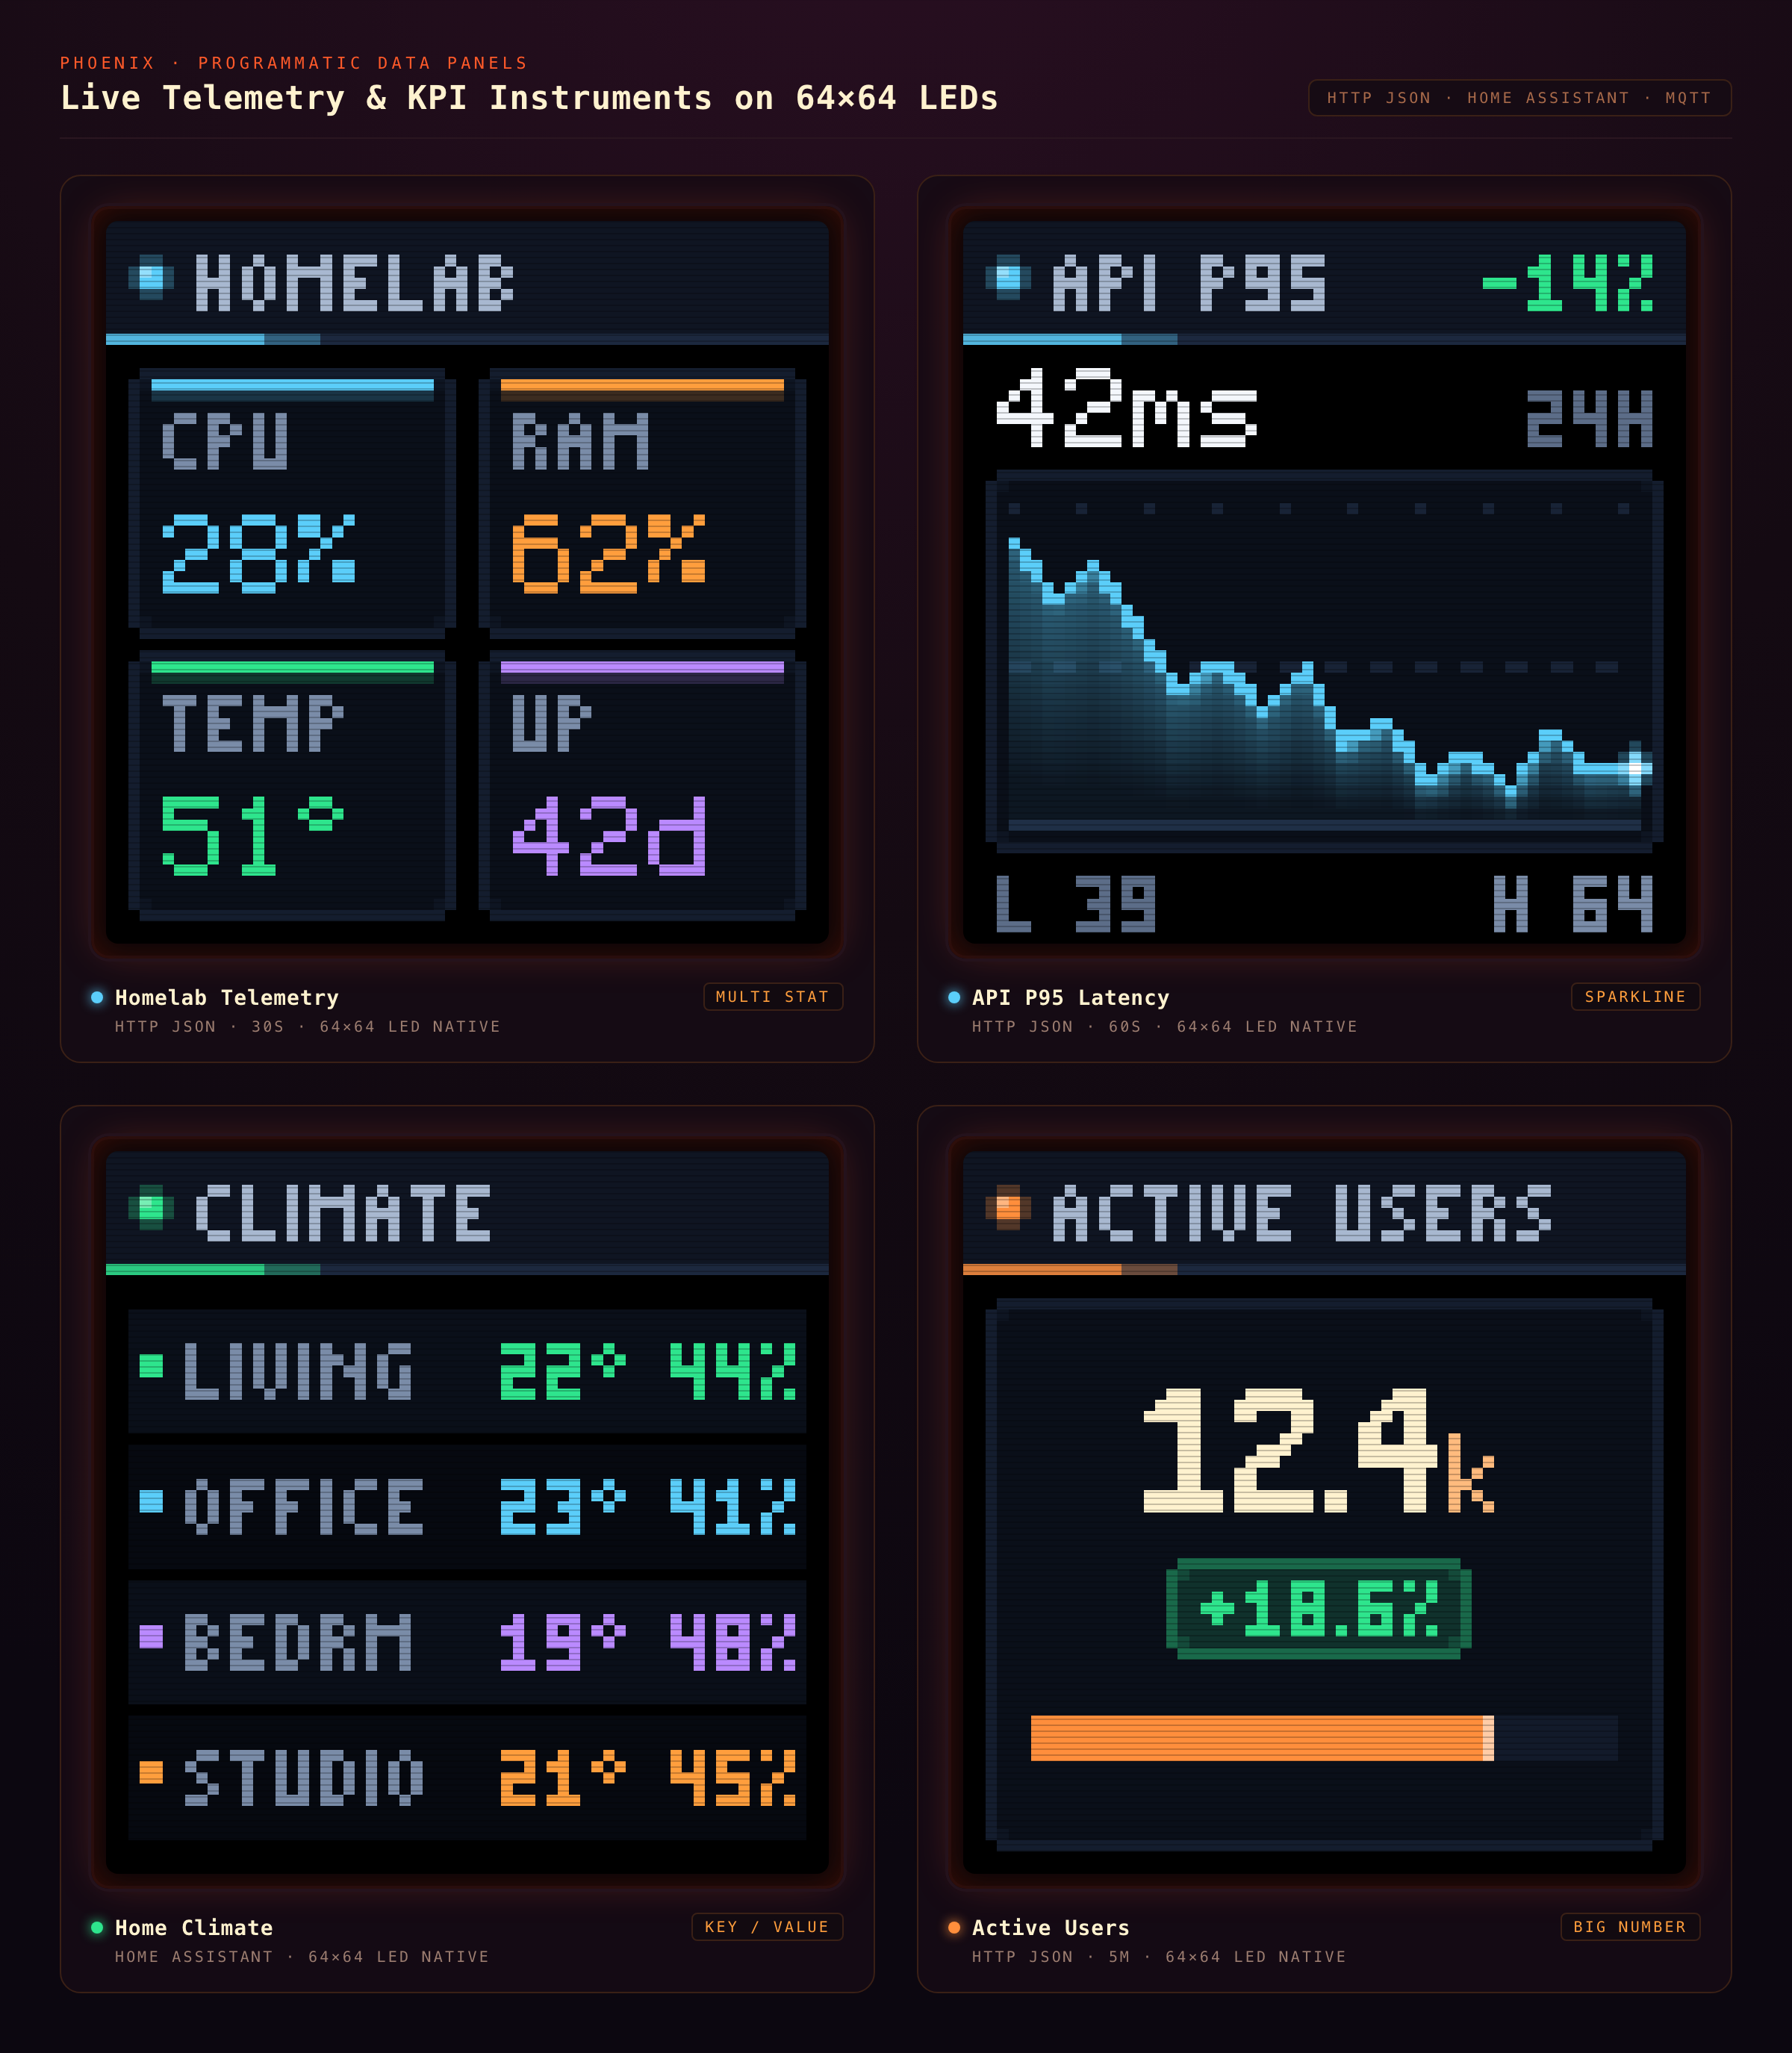 PHOENIX · PROGRAMMATIC DATA PANELS
Live Telemetry & KPI Instruments on 64×64 LEDs
HTTP JSON · HOME ASSISTANT · MQTT
HOMELAB
CPU
28%
RAM
62%
TEMP
51°
UP
42d
Homelab Telemetry
MULTI STAT
HTTP JSON · 30S · 64×64 LED NATIVE
API P95 -14%
42ms 24H
L 39 H 64
API P95 Latency
SPARKLINE
HTTP JSON · 60S · 64×64 LED NATIVE
CLIMATE
LIVING 22° 44%
OFFICE 23° 41%
BEDRM 19° 48%
STUDIO 21° 45%
Home Climate
KEY / VALUE
HOME ASSISTANT · 64×64 LED NATIVE
ACTIVE USERS
12.4k
+18.6%
Active Users
BIG NUMBER
HTTP JSON · 5M · 64×64 LED NATIVE